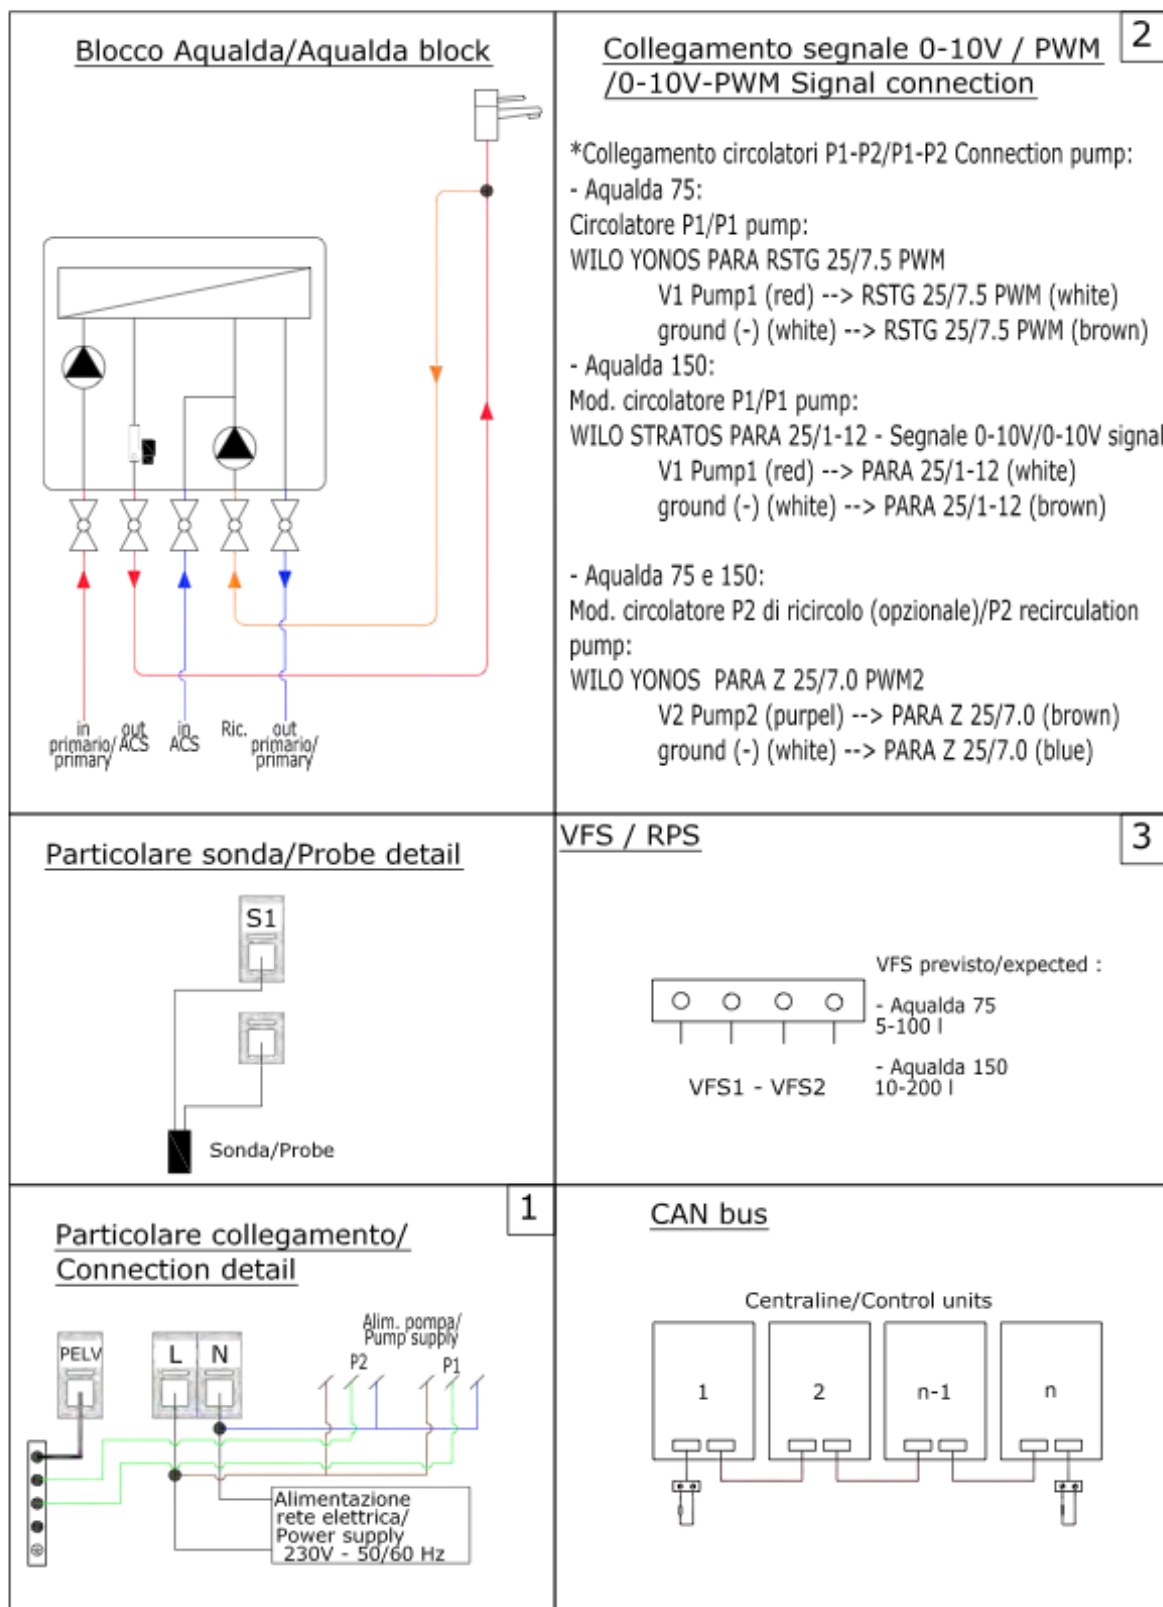 Blocco Aqualda/Aqualda block
in
primario/
primary
out
ACS
in
ACS
Ric.
out
primario/
primary
2
Collegamento segnale 0-10V / PWM
/0-10V-PWM Signal connection
*Collegamento circolatori P1-P2/P1-P2 Connection pump:
- Aqualda 75:
Circolatore P1/P1 pump:
WILO YONOS PARA RSTG 25/7.5 PWM
V1 Pump1 (red) --> RSTG 25/7.5 PWM (white)
ground (-) (white) --> RSTG 25/7.5 PWM (brown)
- Aqualda 150:
Mod. circolatore P1/P1 pump:
WILO STRATOS PARA 25/1-12 - Segnale 0-10V/0-10V signal
V1 Pump1 (red) --> PARA 25/1-12 (white)
ground (-) (white) --> PARA 25/1-12 (brown)
- Aqualda 75 e 150:
Mod. circolatore P2 di ricircolo (opzionale)/P2 recirculation
pump:
WILO YONOS PARA Z 25/7.0 PWM2
V2 Pump2 (purpel) --> PARA Z 25/7.0 (brown)
ground (-) (white) --> PARA Z 25/7.0 (blue)
Particolare sonda/Probe detail
S1
Sonda/Probe
VFS / RPS
3
VFS previsto/expected :
- Aqualda 75
5-100 l
- Aqualda 150
10-200 l
VFS1 - VFS2
1
Particolare collegamento/
Connection detail
PELV
L
N
Alim. pompa/
Pump supply
P2
P1
Alimentazione
rete elettrica/
Power supply
230V - 50/60 Hz
CAN bus
Centraline/Control units
1
2
n-1
n